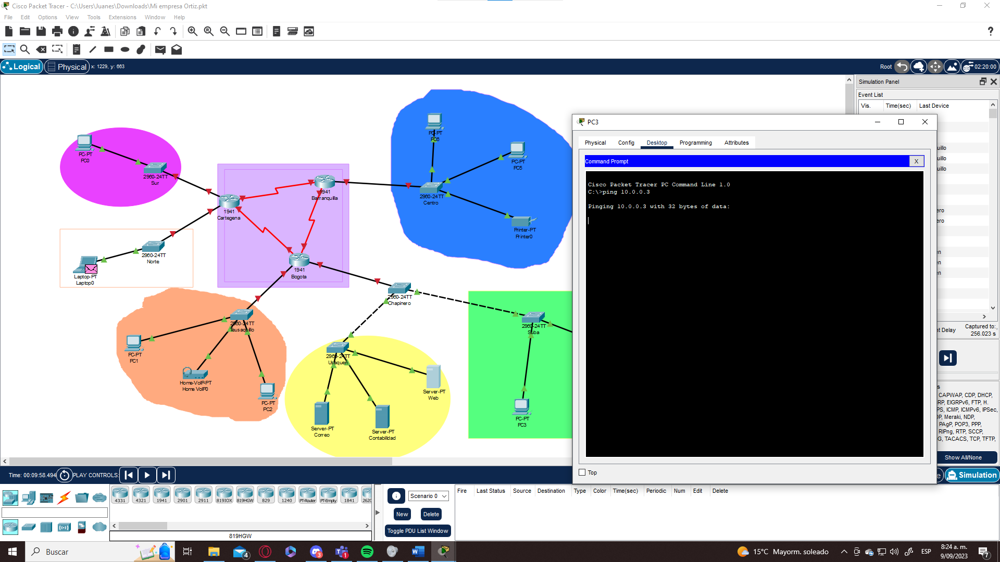 Cisco Packet Tracer - C:\Users\Juanes\Downloads\Mi empresa Ortiz.pkt
File Edit Options View Tools Extensions Window Help
Logical
Physical
x: 1229, y: 663
Root
02:20:00
Simulation Panel
Event List
Vis. Time(sec) Last Device
uillo
uillo
uillo
ero
ero
en
en
en
nt Delay
Captured to:
256.023 s
CAPWAP, CDP, DHCP,
RP, EIGRPv6, FTP, H.
PS, ICMP, ICMPv6, IPSec,
DP, Meraki, NDP,
PAgP, POP3, PPP,
RIPng, RTP, SCCP,
G, TACACS, TCP, TFTP,
Show All/None
Simulation
PC3
Physical Config Desktop Programming Attributes
Command Prompt
X
Cisco Packet Tracer PC Command Line 1.0
C:\>ping 10.0.0.3
Pinging 10.0.0.3 with 32 bytes of data:
Top
PC-PT
PC0
2960-24TT
Sur
1941
Cartegena
1941
Barranquilla
1941
Bogota
PC-PT
PC6
PC-PT
PC5
2960-24TT
Centro
Printer-PT
Printer0
2960-24TT
Norte
Laptop-PT
Laptop0
2960-24TT
Chapinero
2960-24TT
Teusaquillo
PC-PT
PC1
Home-VoIP-PT
Home VoIP0
PC-PT
PC2
2960-24TT
Usaquen
Server-PT
Web
Server-PT
Correo
Server-PT
Contabilidad
2960-24TT
Suba
PC-PT
PC3
Time: 00:09:58.494
PLAY CONTROLS:
4331 4321 1941 2901 2911 819IOX 819HGW 829 1240 PT-Router PT-Empty 1841 2620
819HGW
Scenario 0
New
Delete
Toggle PDU List Window
Fire Last Status Source Destination Type Color Time(sec) Periodic Num Edit Delete
Buscar
4
3
1
15°C Mayorm. soleado
ESP
8:24 a. m.
9/09/2023
7